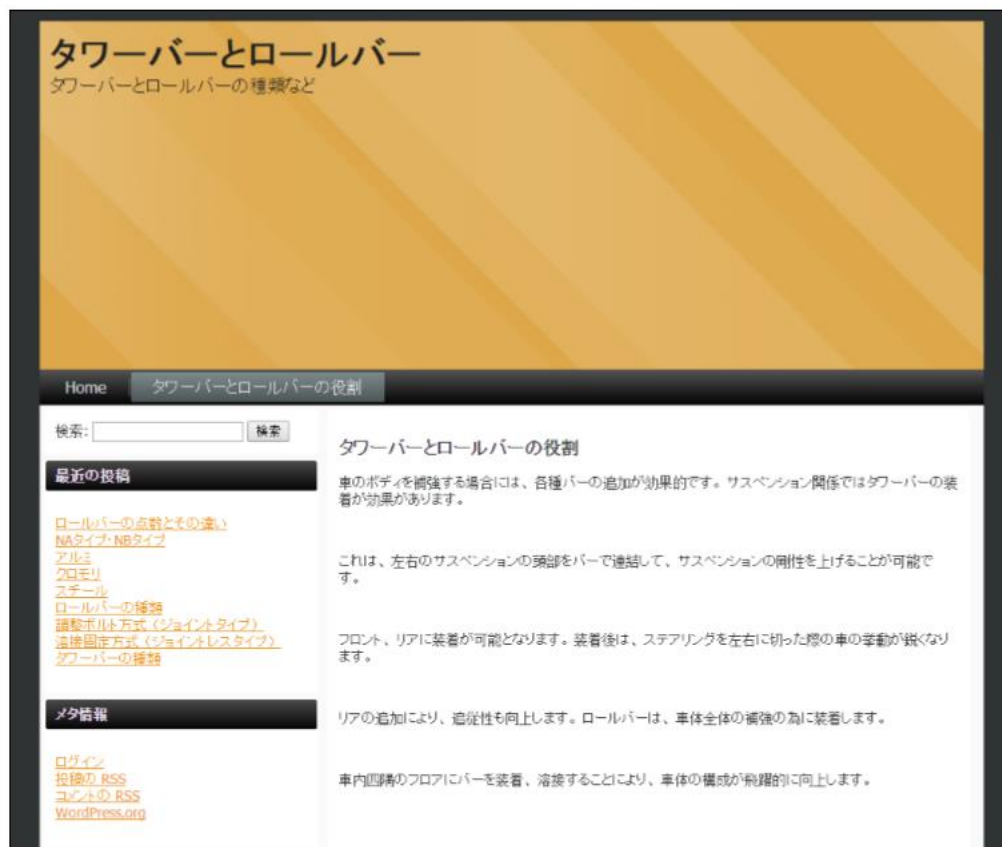 タワーバーとロールバー
タワーバーとロールバーの種類など
Home
タワーバーとロールバーの役割
検索:
検索
最近の投稿
ロールバーの点数とその違い
NAタイプ・NBタイプ
アルミ
クロモリ
スチール
ロールバーの種類
調整ボルト方式（ジョイントタイプ）
溶接固定方式（ジョイントレスタイプ）
タワーバーの種類
メタ情報
ログイン
投稿の RSS
コメントの RSS
WordPress.org
タワーバーとロールバーの役割
車のボディを補強する場合には、各種バーの追加が効果的です。サスペンション関係ではタワーバーの装
着が効果があります。
これは、左右のサスペンションの頭部をバーで連結して、サスペンションの剛性を上げることが可能で
す。
フロント、リアに装着が可能となります。装着後は、ステアリングを左右に切った際の車の挙動が鋭くなり
ます。
リアの追加により、追従性も向上します。ロールバーは、車体全体の補強の為に装着します。
車内四隅のフロアにバーを装着、溶接することにより、車体の構成が飛躍的に向上します。